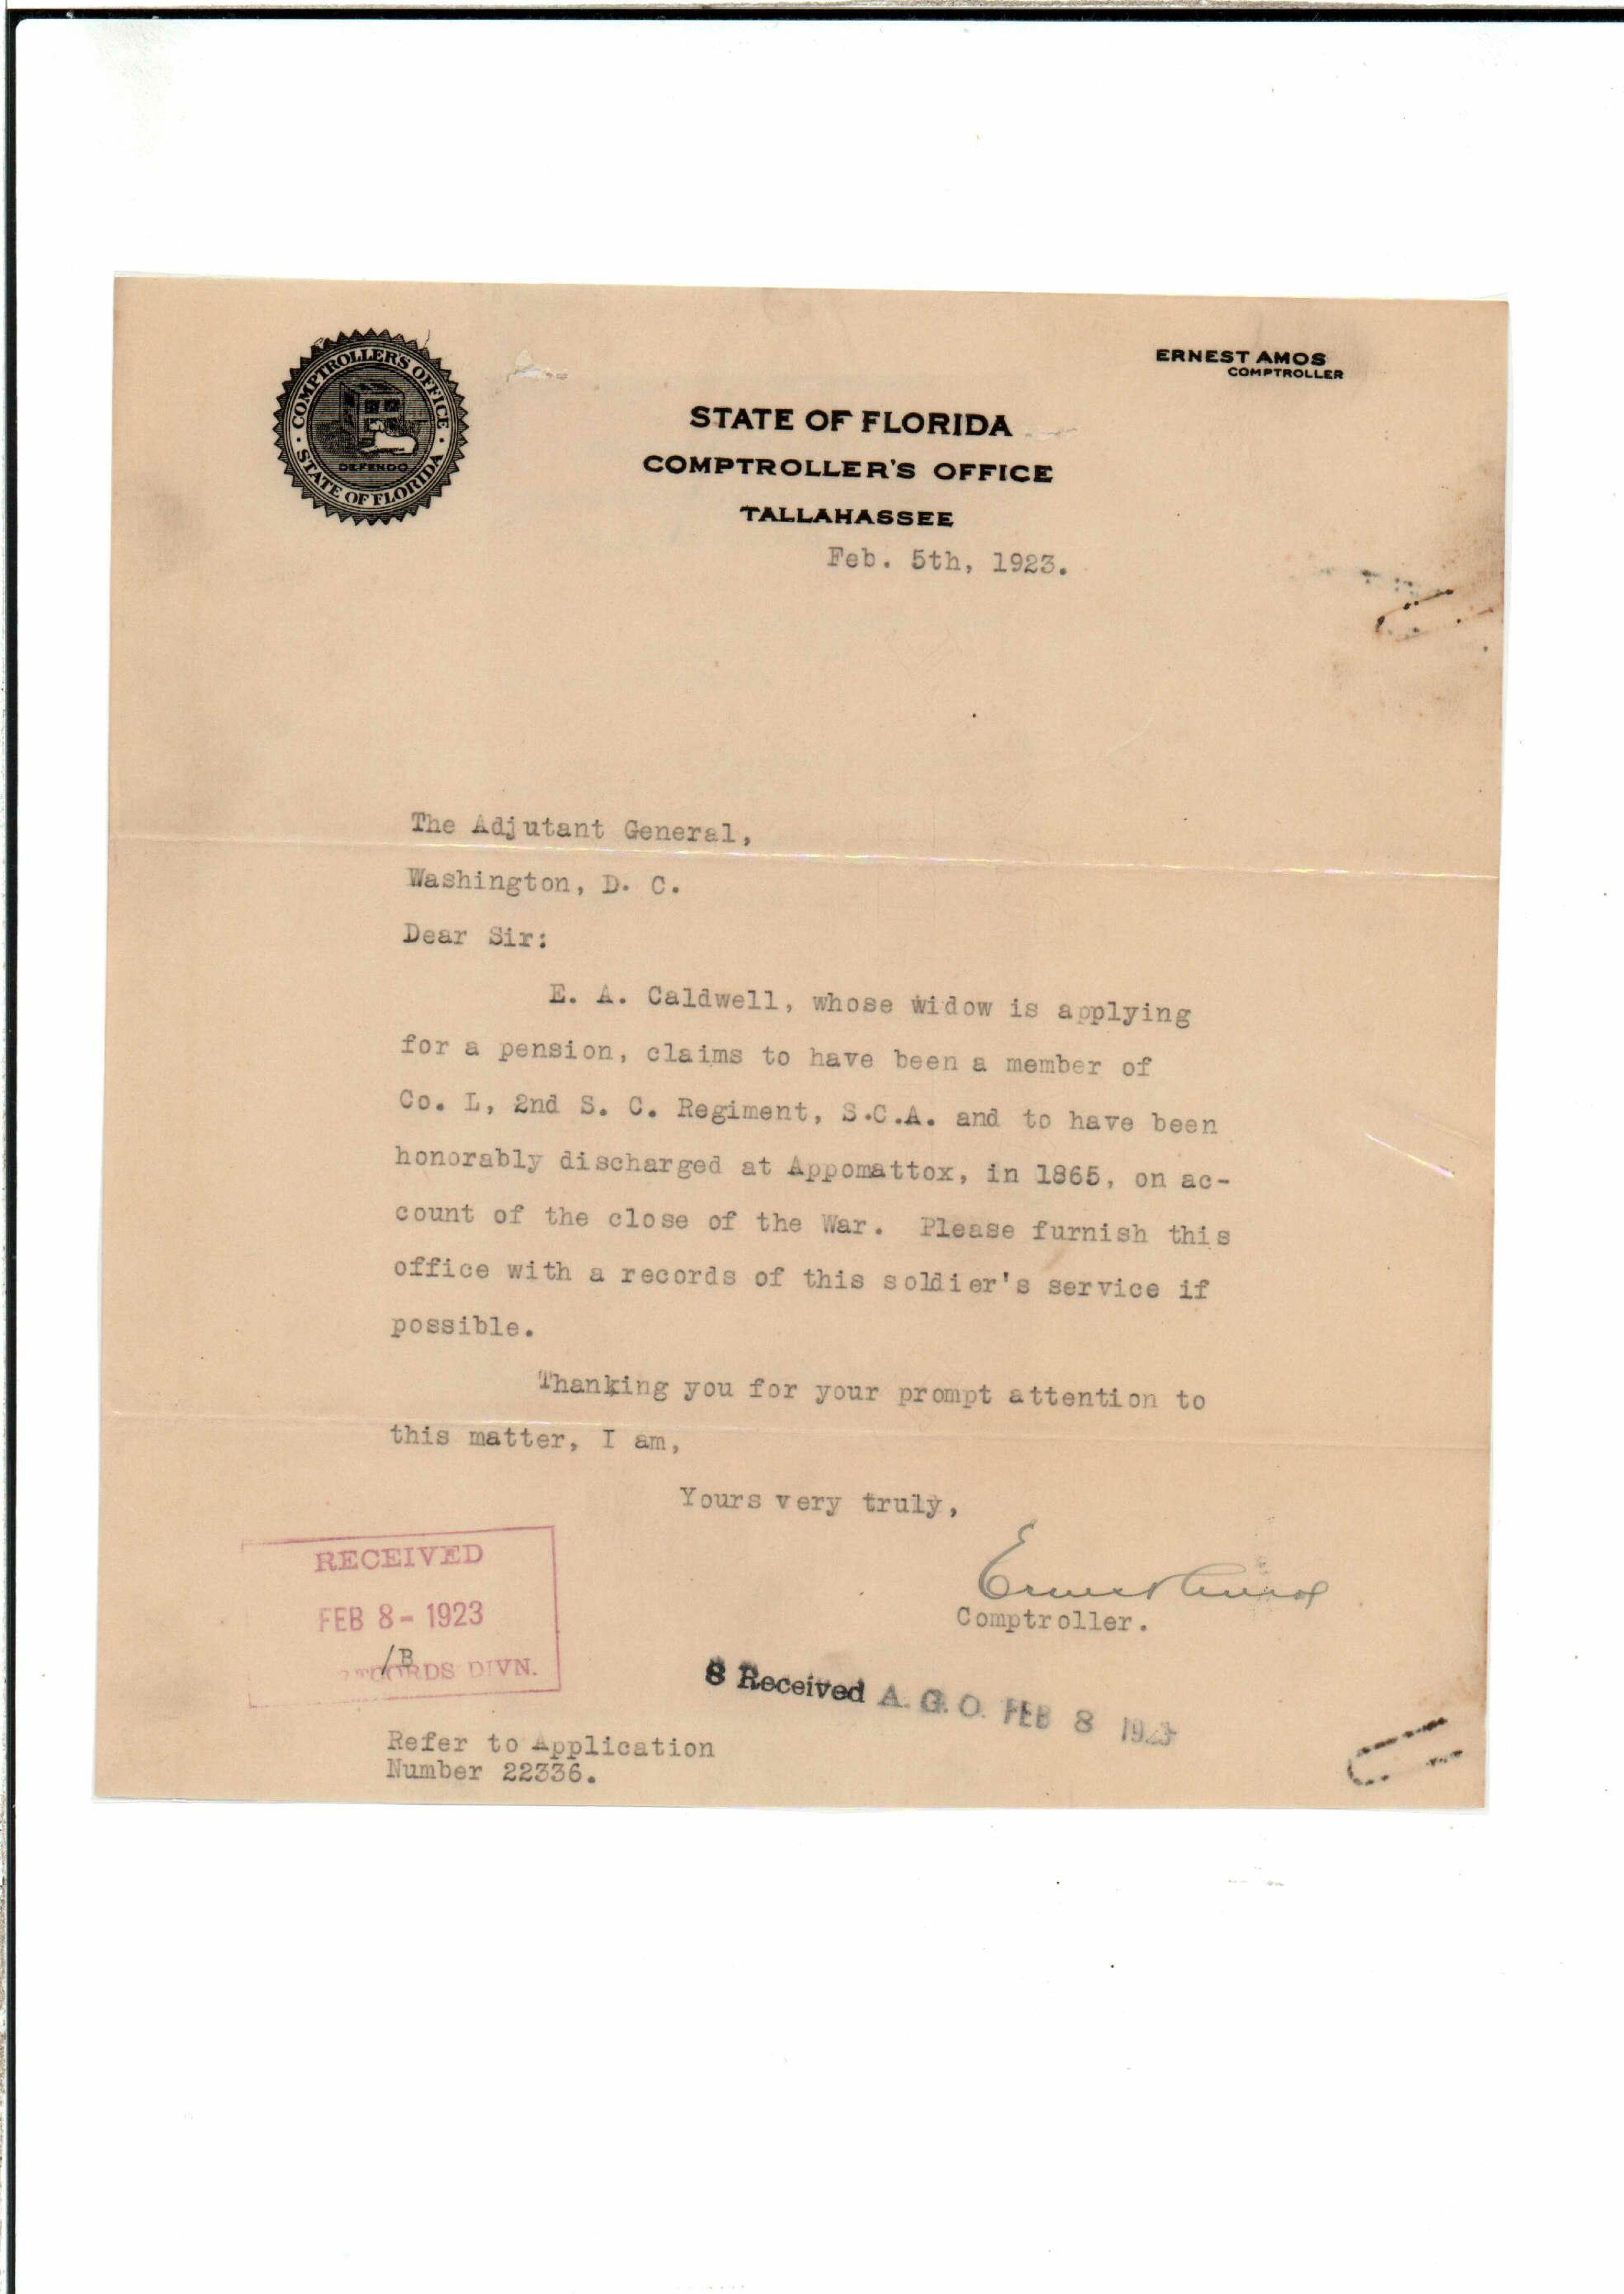 COMPTROLLER'S OFFICE
DEFENDO
STATE OF FLORIDA
ERNEST AMOS
COMPTROLLER
STATE OF FLORIDA
COMPTROLLER'S OFFICE
TALLAHASSEE
Feb. 5th, 1923.
The Adjutant General,
Washington, D. C.
Dear Sir:
E. A. Caldwell, whose widow is applying
for a pension, claims to have been a member of
Co. L, 2nd S. C. Regiment, S.C.A. and to have been
honorably discharged at Appomattox, in 1865, on ac-
count of the close of the War. Please furnish this
office with a records of this soldier's service if
possible.
Thanking you for your prompt attention to
this matter, I am,
Yours very truly,
Ernest Amos
Comptroller.
RECEIVED
FEB 8 - 1923
/B
RECORDS DIVN.
8 Received A. G. O. FEB 8 1923
Refer to Application
Number 22336.